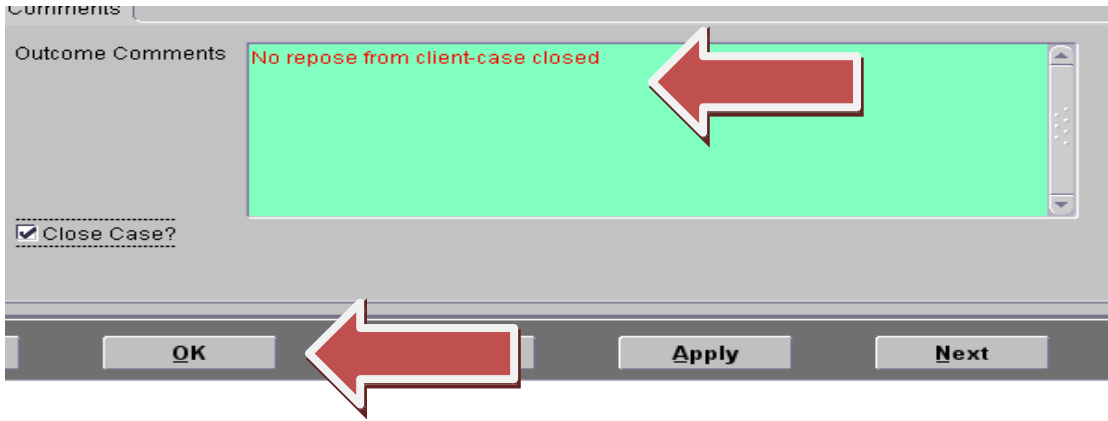 Comments
Outcome Comments
No repose from client-case closed
Close Case?
OK
Apply
Next